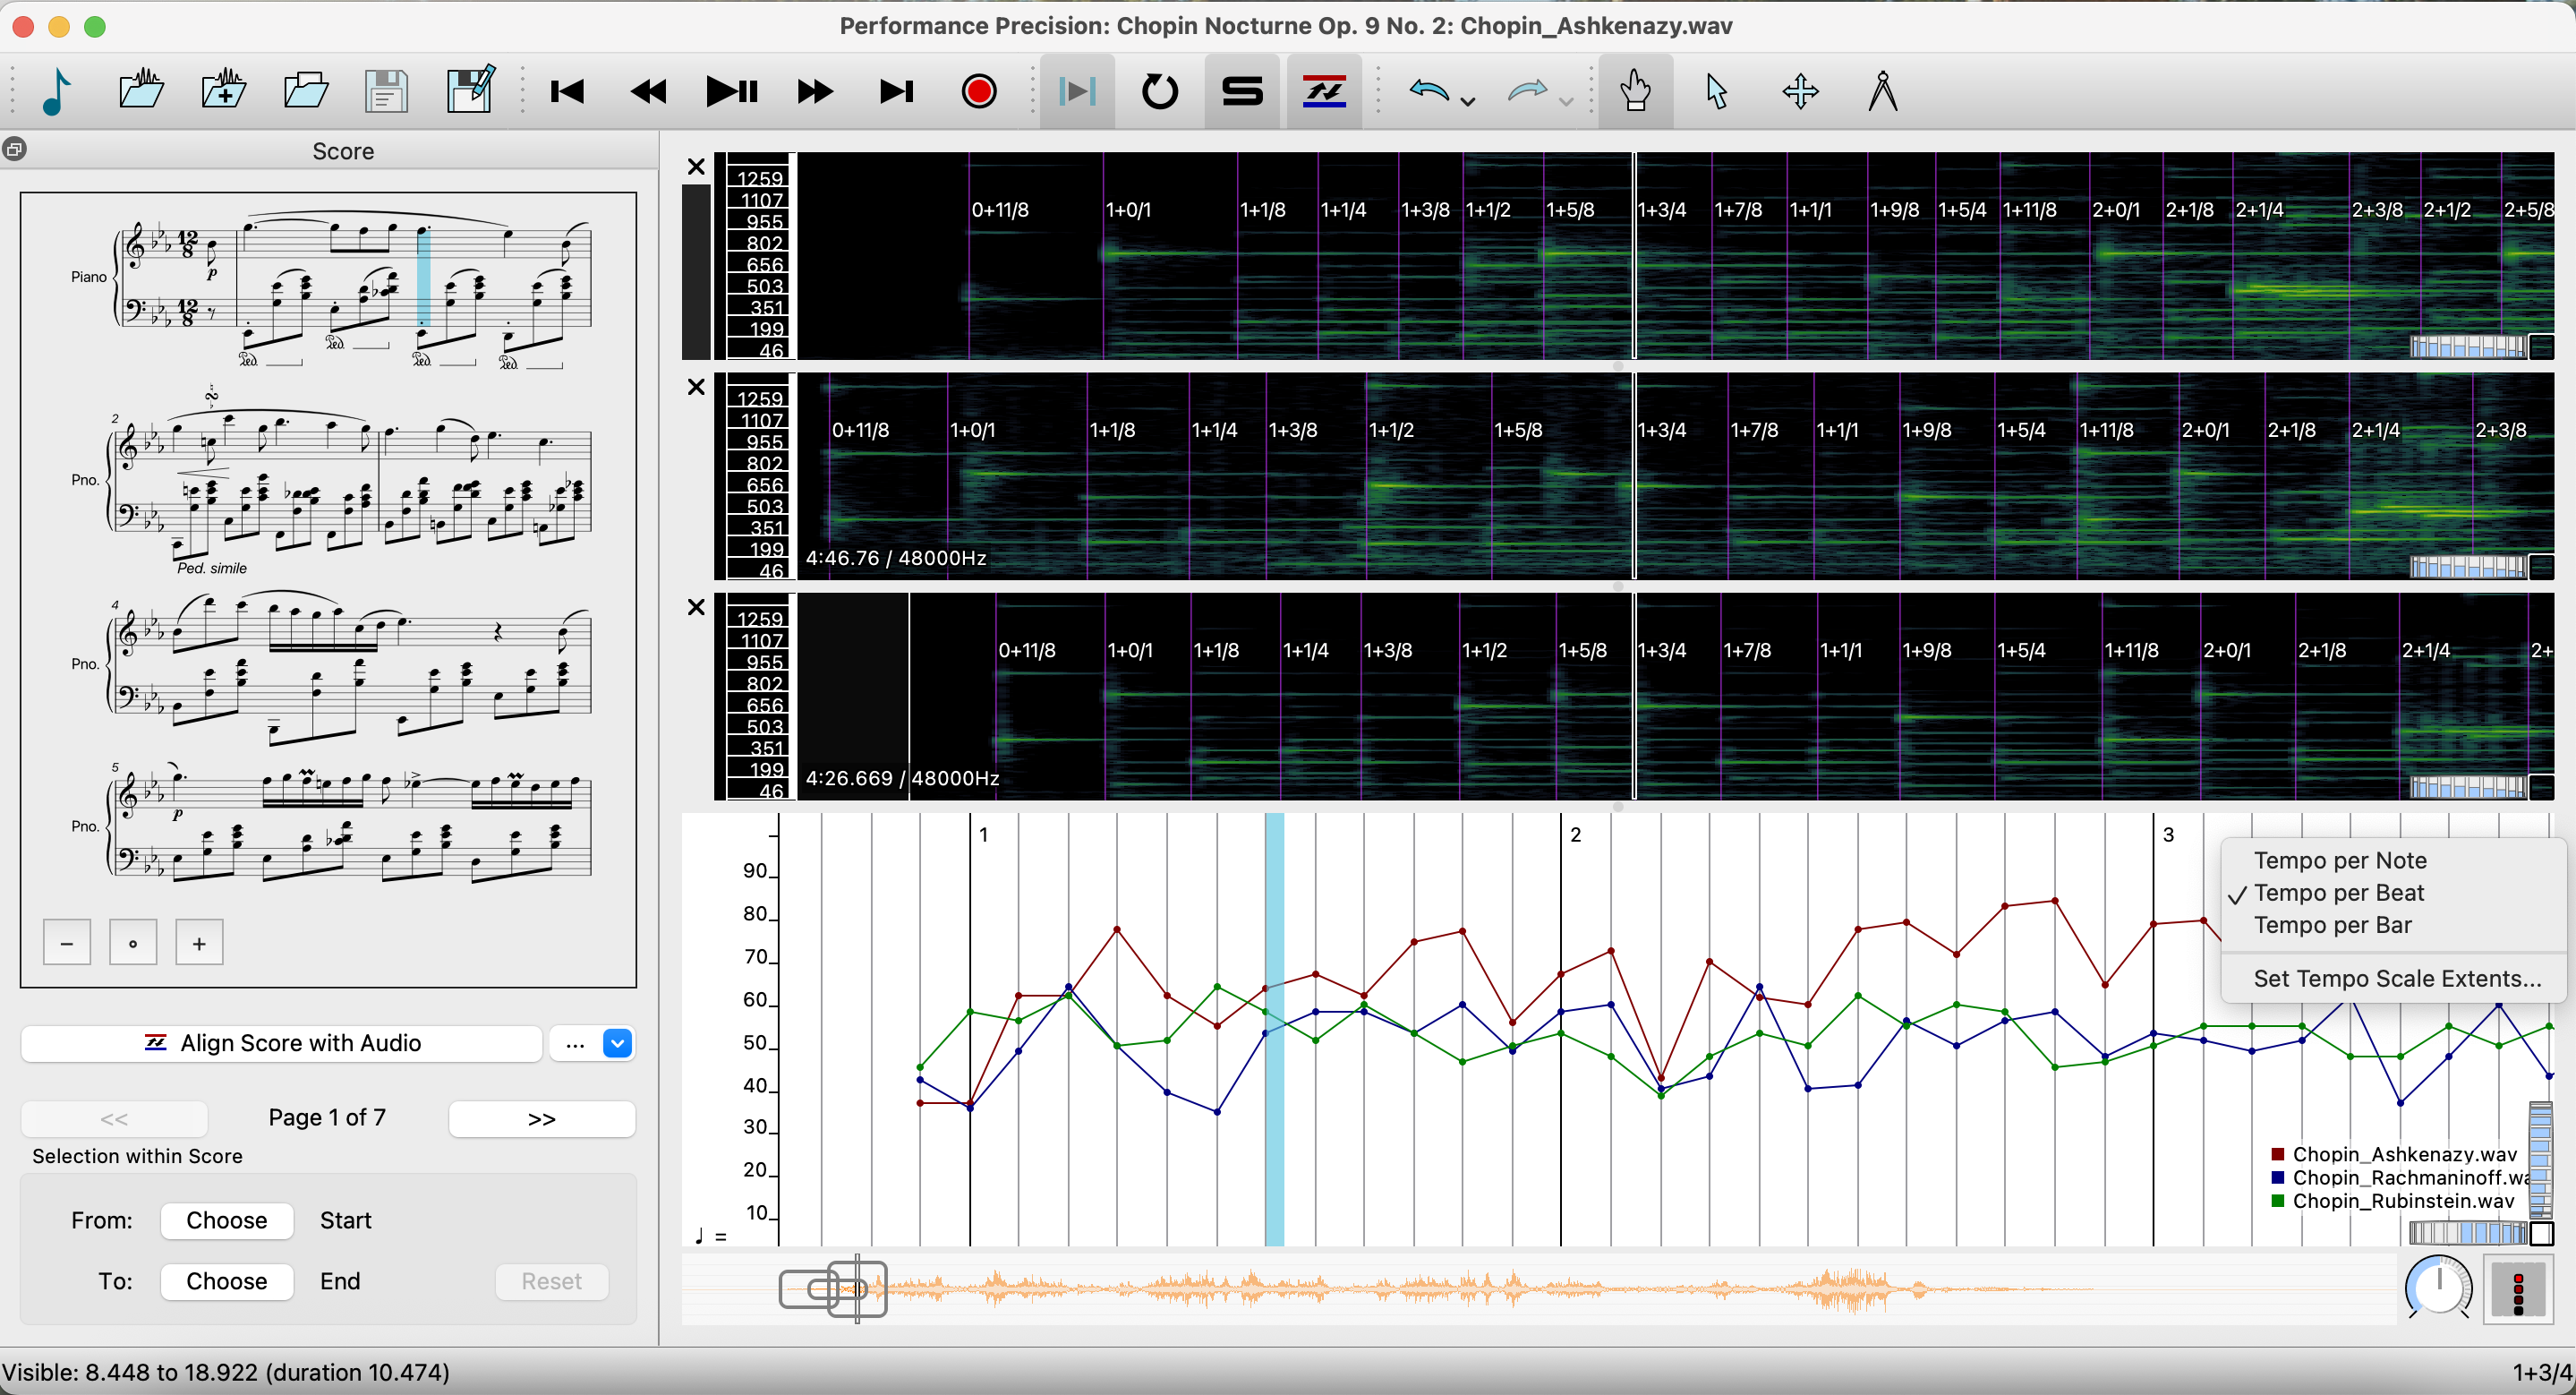 Performance Precision: Chopin Nocturne Op. 9 No. 2: Chopin_Ashkenazy.wav
Score
Piano
12
8
p
12
8
2
Pno.
Ped. simile
4
Pno.
5
Pno.
p
−
+
Align Score with Audio
...
<<
Page 1 of 7
>>
Selection within Score
From:
Choose
Start
To:
Choose
End
Reset
1259
1107
955
802
656
503
351
199
46
0+11/8 1+0/1 1+1/8 1+1/4 1+3/8 1+1/2 1+5/8 1+3/4 1+7/8 1+1/1 1+9/8 1+5/4 1+11/8 2+0/1 2+1/8 2+1/4 2+3/8 2+1/2 2+5/8
1259
1107
955
802
656
503
351
199
46
0+11/8 1+0/1 1+1/8 1+1/4 1+3/8 1+1/2 1+5/8 1+3/4 1+7/8 1+1/1 1+9/8 1+5/4 1+11/8 2+0/1 2+1/8 2+1/4 2+3/8
4:46.76 / 48000Hz
1259
1107
955
802
656
503
351
199
46
0+11/8 1+0/1 1+1/8 1+1/4 1+3/8 1+1/2 1+5/8 1+3/4 1+7/8 1+1/1 1+9/8 1+5/4 1+11/8 2+0/1 2+1/8 2+1/4 2+
4:26.669 / 48000Hz
1 2 3
90
80
70
60
50
40
30
20
10
♩ =
Tempo per Note
✓ Tempo per Beat
Tempo per Bar
Set Tempo Scale Extents...
Chopin_Ashkenazy.wav
Chopin_Rachmaninoff.wa
Chopin_Rubinstein.wav
Visible: 8.448 to 18.922 (duration 10.474)
1+3/4